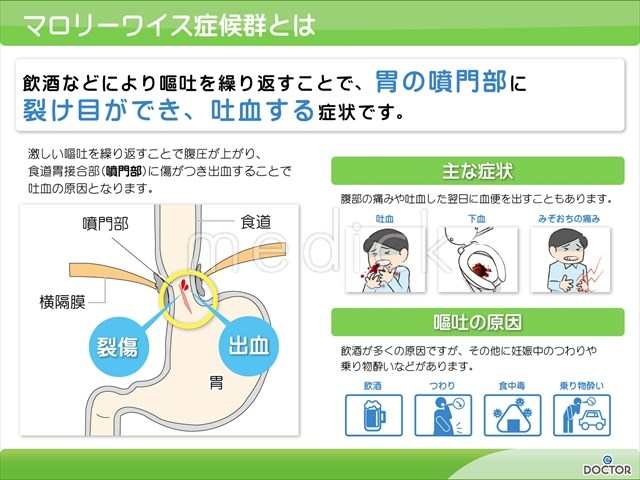 マロリーワイス症候群とは
飲酒などにより嘔吐を繰り返すことで、胃の噴門部に
裂け目ができ、吐血する症状です。
激しい嘔吐を繰り返すことで腹圧が上がり、
食道胃接合部(噴門部)に傷がつき出血することで
吐血の原因となります。
噴門部
食道
横隔膜
裂傷
出血
胃
主な症状
腹部の痛みや吐血した翌日に血便を出すこともあります。
吐血
下血
みぞおちの痛み
嘔吐の原因
飲酒が多くの原因ですが、その他に妊娠中のつわりや
乗り物酔いなどがあります。
飲酒
つわり
食中毒
乗り物酔い
medick
e DOCTOR